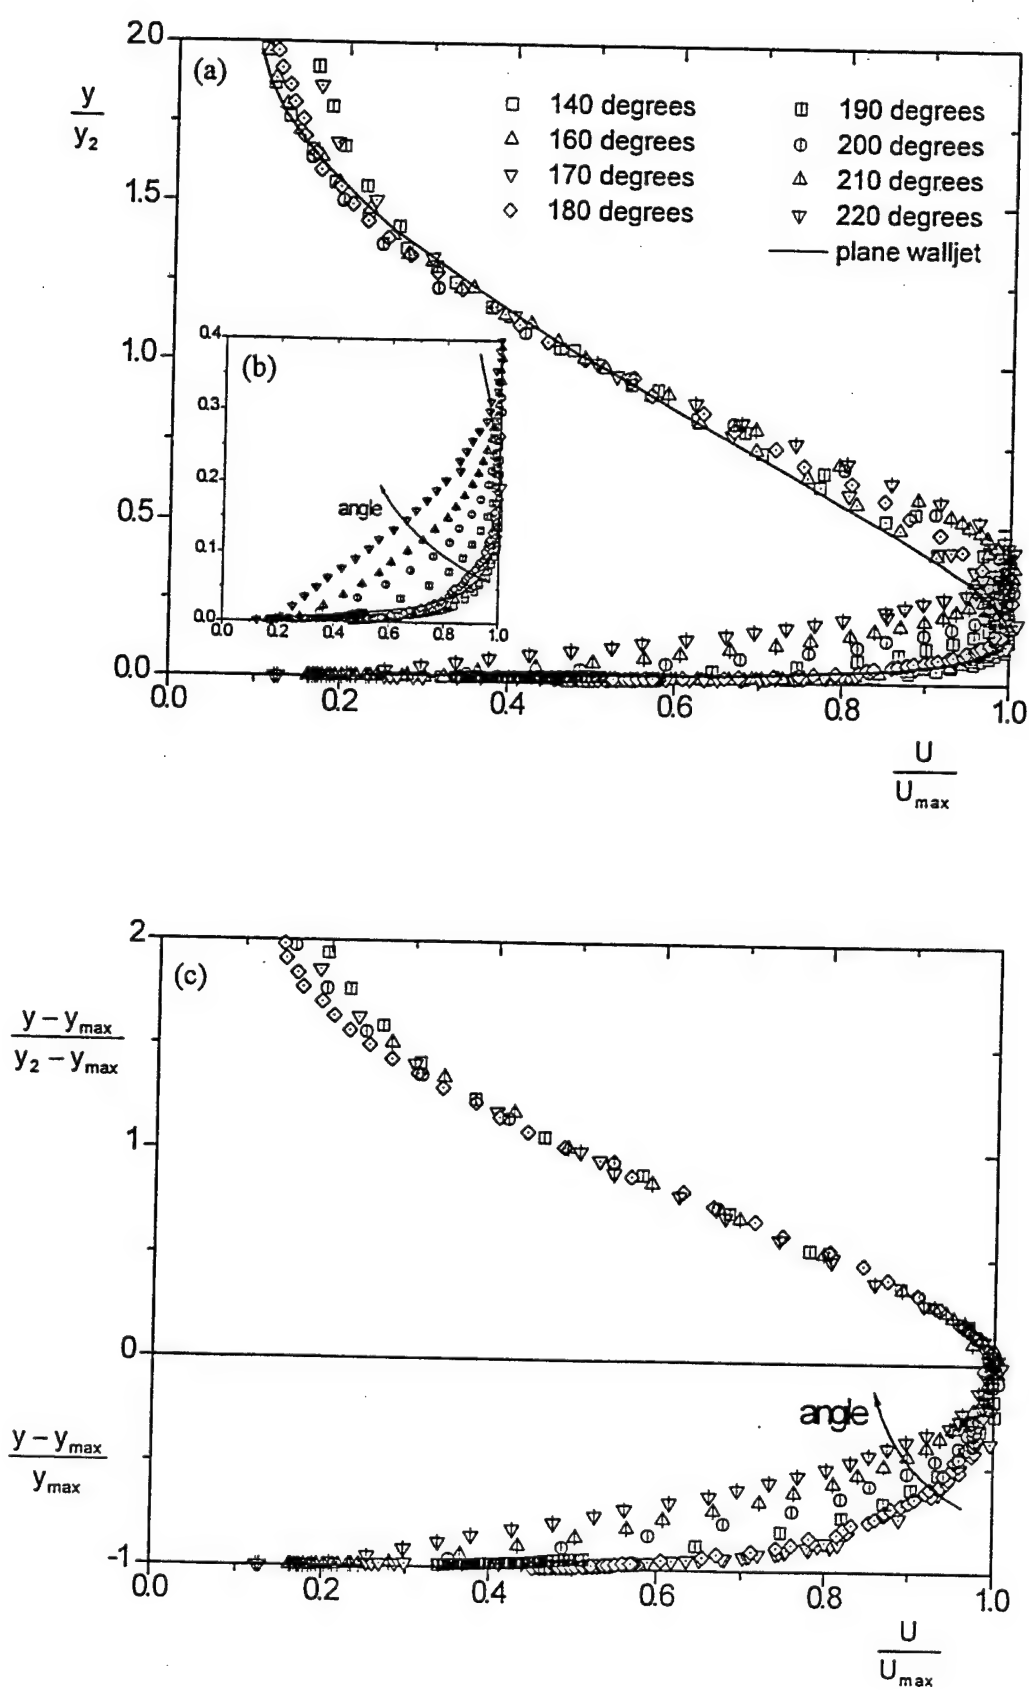 2.0
(a)
y
y2
140 degrees
190 degrees
160 degrees
200 degrees
170 degrees
210 degrees
1.5
180 degrees
220 degrees
plane walljet
1.0
0.4
(b)
0.3
0.2
angle
0.5
0.1
0.0
0.0 0.2 0.4 0.6 0.8 1.0
0.0
0.0 0.2 0.4 0.6 0.8 1.0
U
Umax
2
(c)
y − ymax
y2 − ymax
1
0
angle
y − ymax
ymax
-1
0.0 0.2 0.4 0.6 0.8 1.0
U
Umax